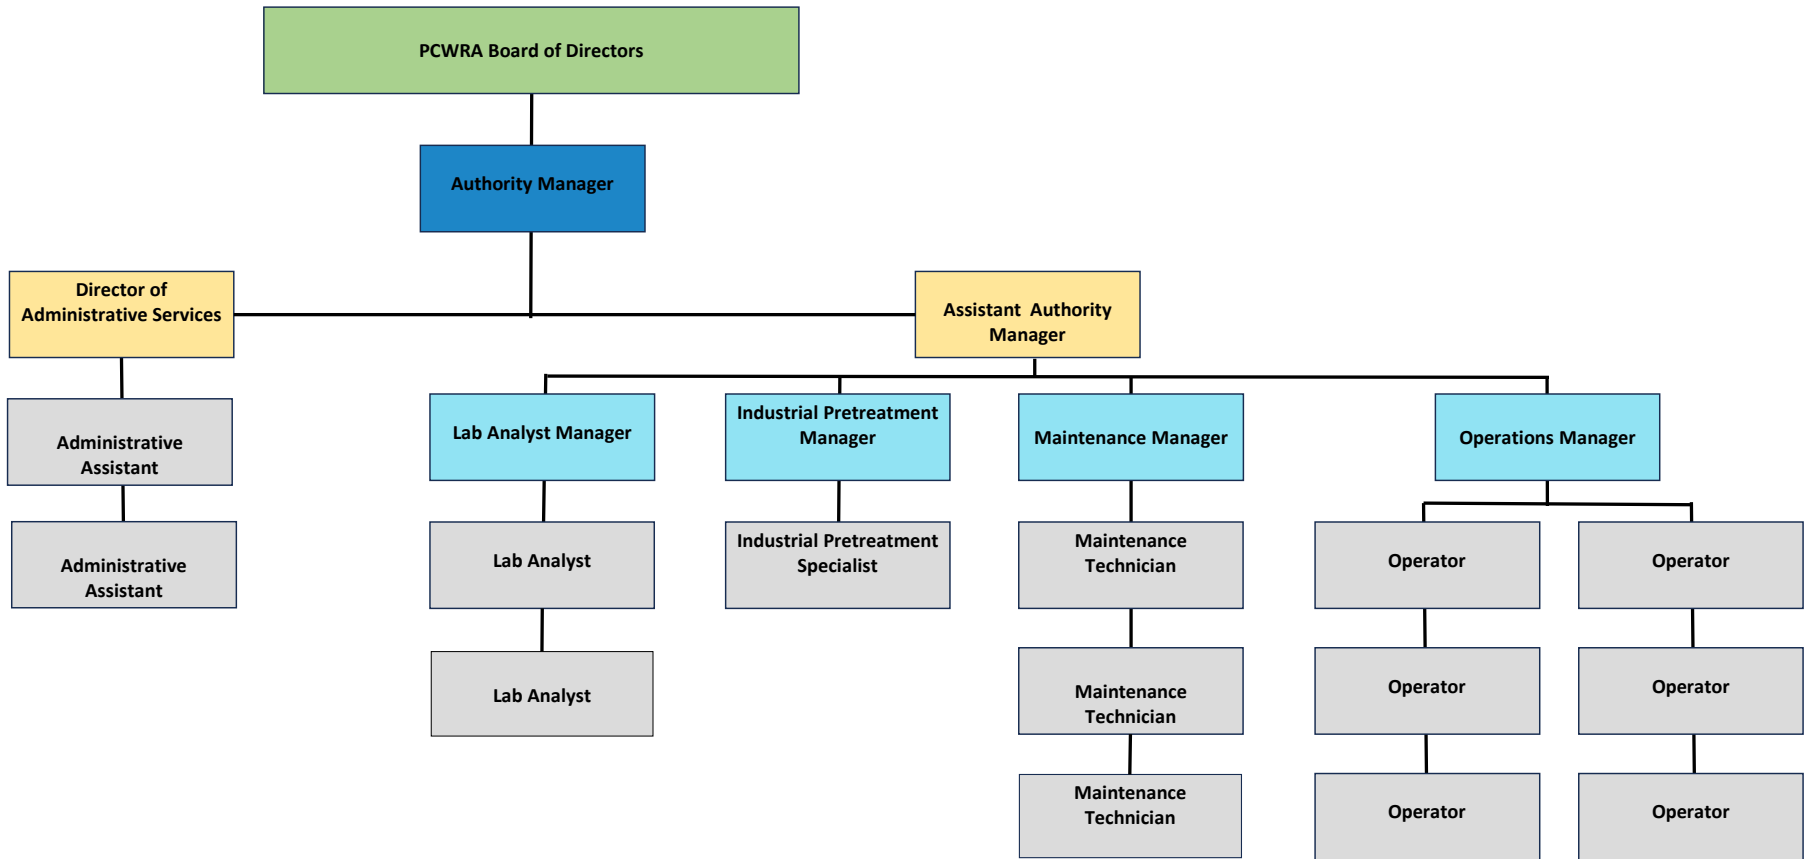 PCWRA Board of Directors
Authority Manager
Director of
Administrative Services
Assistant  Authority
Manager
Administrative
Assistant
Lab Analyst Manager
Industrial Pretreatment
Manager
Maintenance Manager
Operations Manager
Administrative
Assistant
Lab Analyst
Industrial Pretreatment
Specialist
Maintenance
Technician
Operator
Operator
Lab Analyst
Maintenance
Technician
Operator
Operator
Maintenance
Technician
Operator
Operator